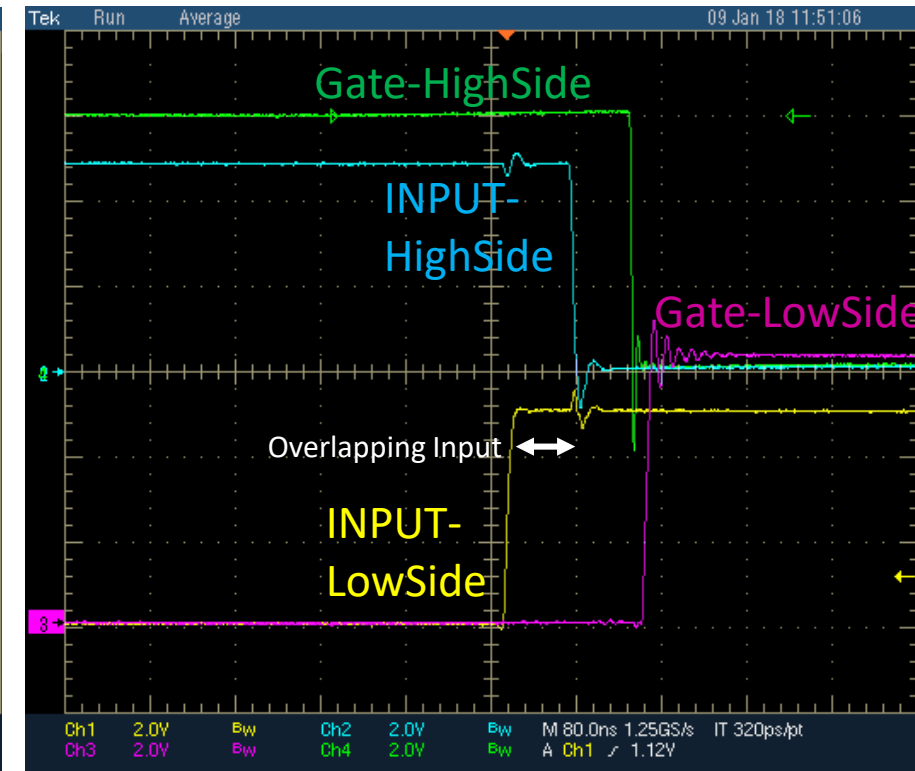 Tek Run Average 09 Jan 18 11:51:06
Gate-HighSide
INPUT-
HighSide
Gate-LowSide
Overlapping Input
INPUT-
LowSide
3
Ch1 2.0V Bw Ch2 2.0V Bw M 80.0ns 1.25GS/s IT 320ps/pt
Ch3 2.0V Bw Ch4 2.0V Bw A Ch1 1.12V